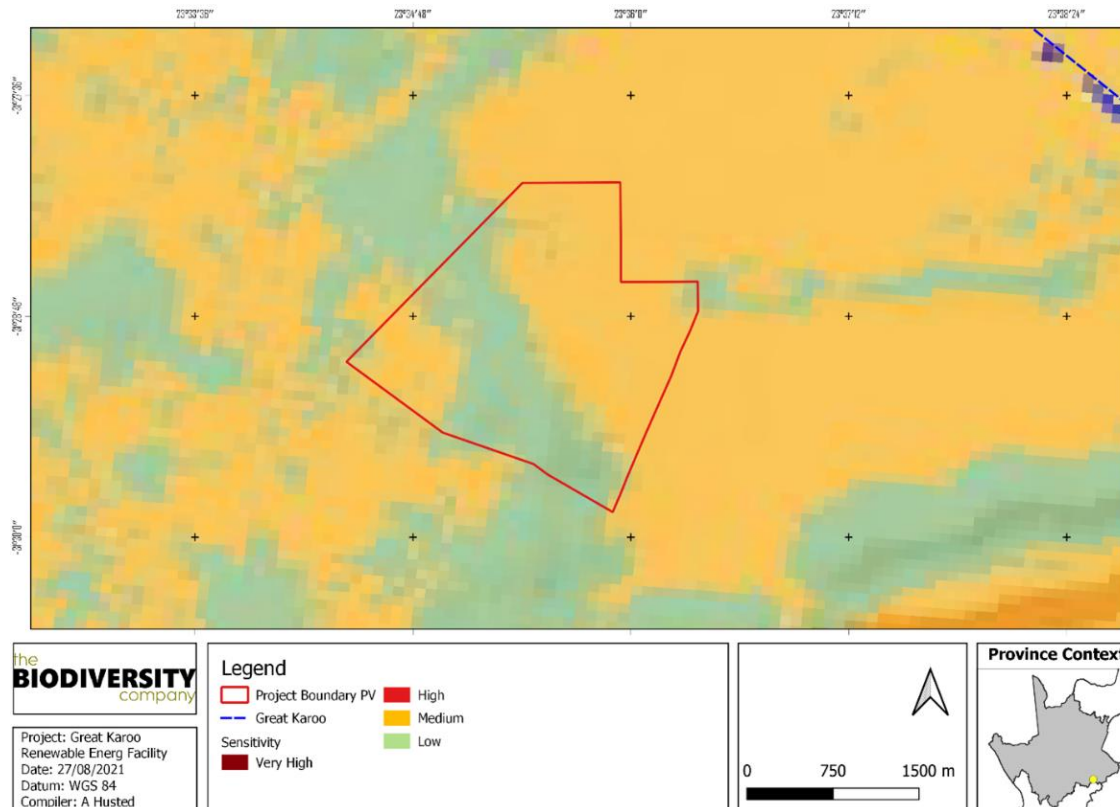 23°33'36" 23°34'48" 23°36'0" 23°37'12" 23°38'24"
the
BIODIVERSITY
company
Project: Great Karoo
Renewable Energ Facility
Date: 27/08/2021
Datum: WGS 84
Compiler: A Husted
Legend
Project Boundary PV
Great Karoo
Sensitivity
Very High
High
Medium
Low
0 750 1500 m
Province Context